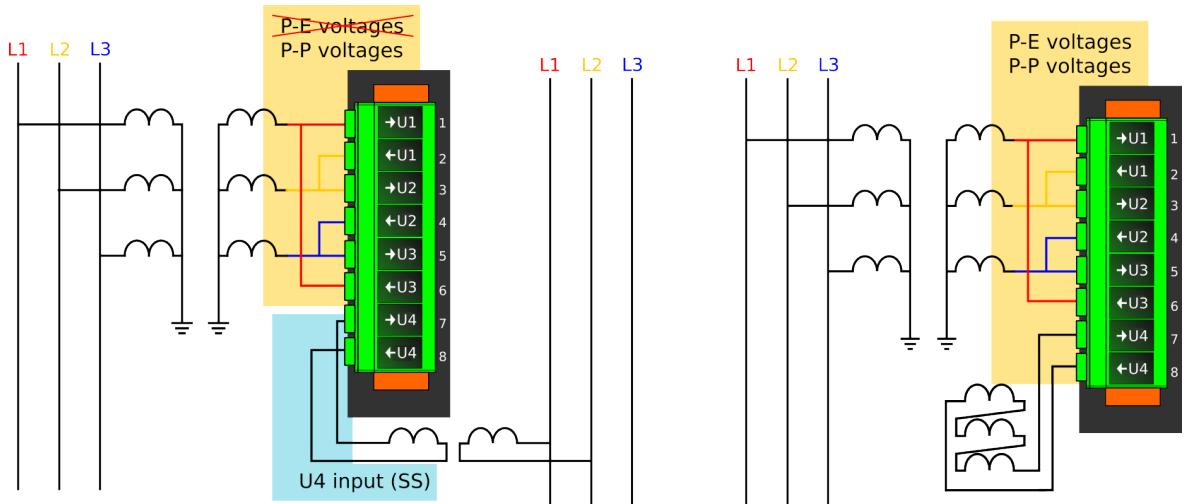 P-E voltages
P-P voltages
L1 L2 L3
→U1 1
←U1 2
→U2 3
←U2 4
→U3 5
←U3 6
→U4 7
←U4 8
U4 input (SS)
L1 L2 L3
L1 L2 L3
P-E voltages
P-P voltages
→U1 1
←U1 2
→U2 3
←U2 4
→U3 5
←U3 6
→U4 7
←U4 8